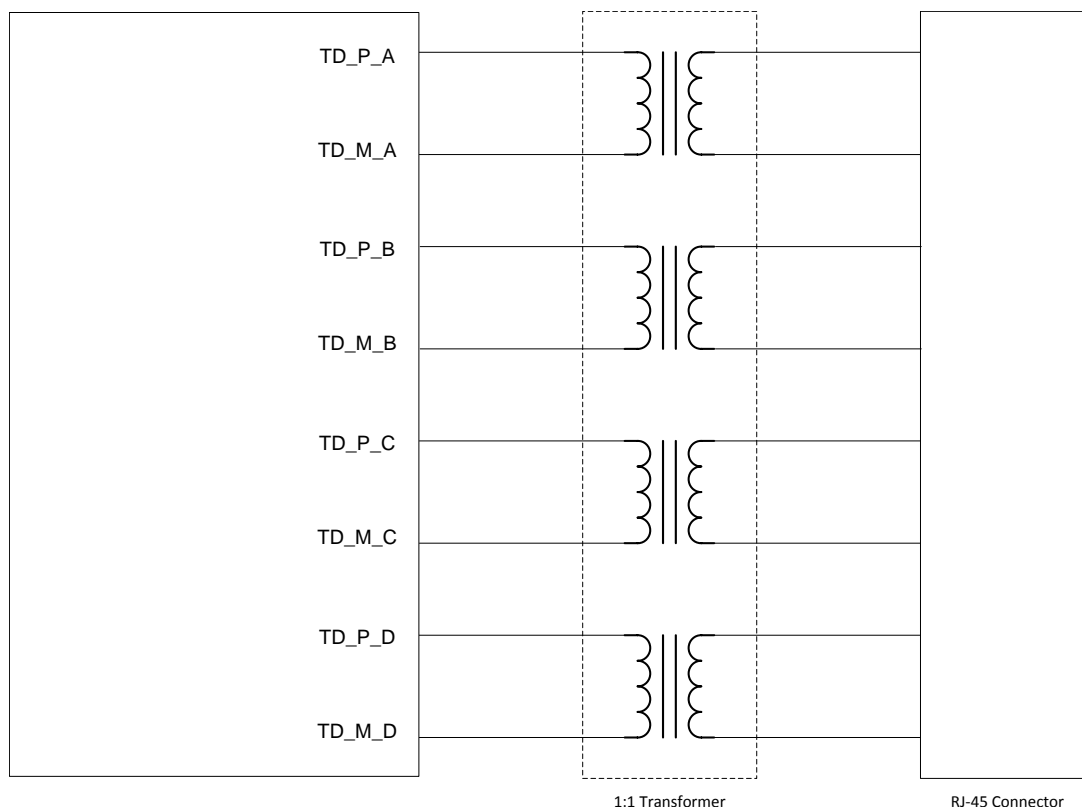 TD_P_A
TD_M_A
TD_P_B
TD_M_B
TD_P_C
TD_M_C
TD_P_D
TD_M_D
1:1 Transformer
RJ-45 Connector